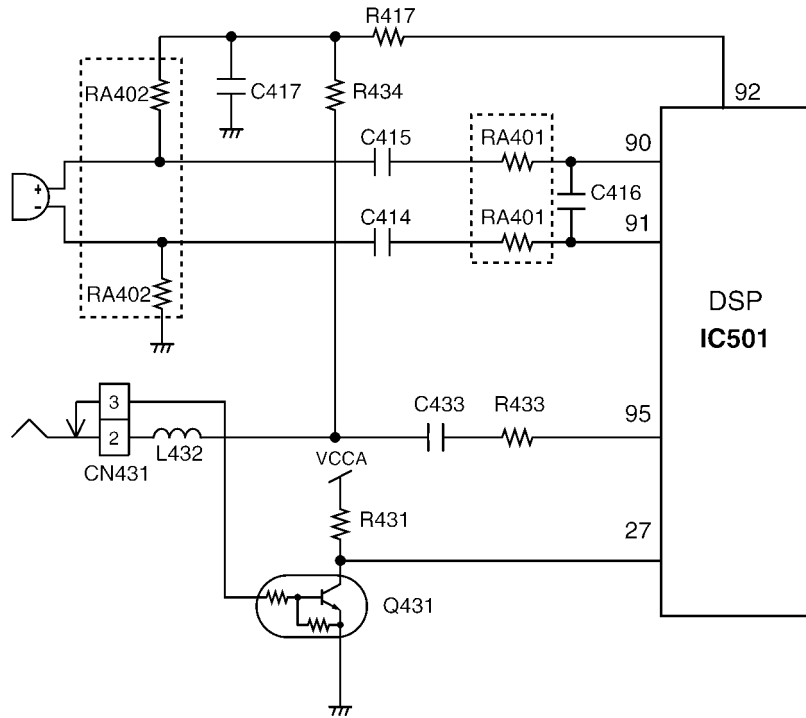 R417
92
RA402
C417
R434
C415
RA401
90
+
-
C416
C414
RA401
91
RA402
DSP
IC501
3
2
CN431
L432
C433
R433
95
VCCA
R431
27
Q431